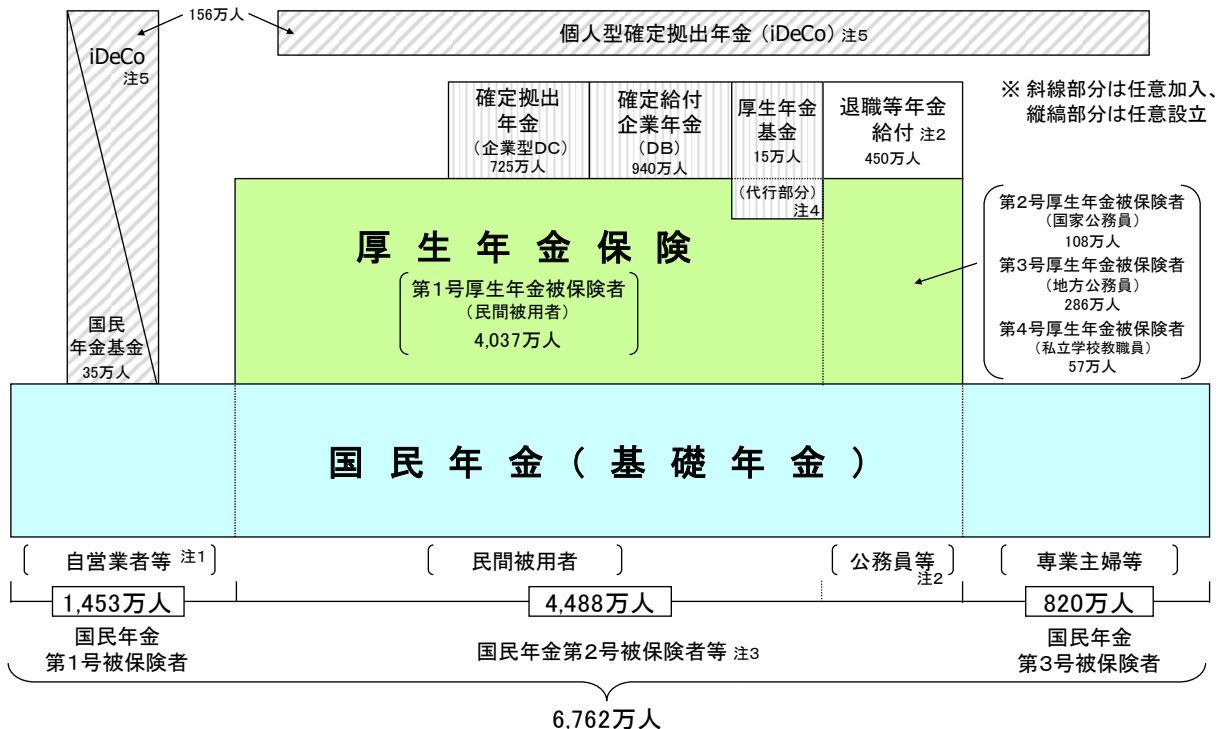 156万人
iDeCo
注5
個人型確定拠出年金(iDeCo) 注5
※ 斜線部分は任意加入、
縦縞部分は任意設立
確定拠出
年金
(企業型DC)
725万人
確定給付
企業年金
(DB)
940万人
厚生年金
基金
15万人
(代行部分)
注4
退職等年金
給付 注2
450万人
厚生年金保険
第1号厚生年金被保険者
(民間被用者)
4,037万人
第2号厚生年金被保険者
(国家公務員)
108万人
第3号厚生年金被保険者
(地方公務員)
286万人
第4号厚生年金被保険者
(私立学校教職員)
57万人
国民
年金基金
35万人
国民年金(基礎年金)
自営業者等 注1
民間被用者
公務員等
注2
専業主婦等
1,453万人
4,488万人
820万人
国民年金
第1号被保険者
国民年金第2号被保険者等 注3
国民年金
第3号被保険者
6,762万人